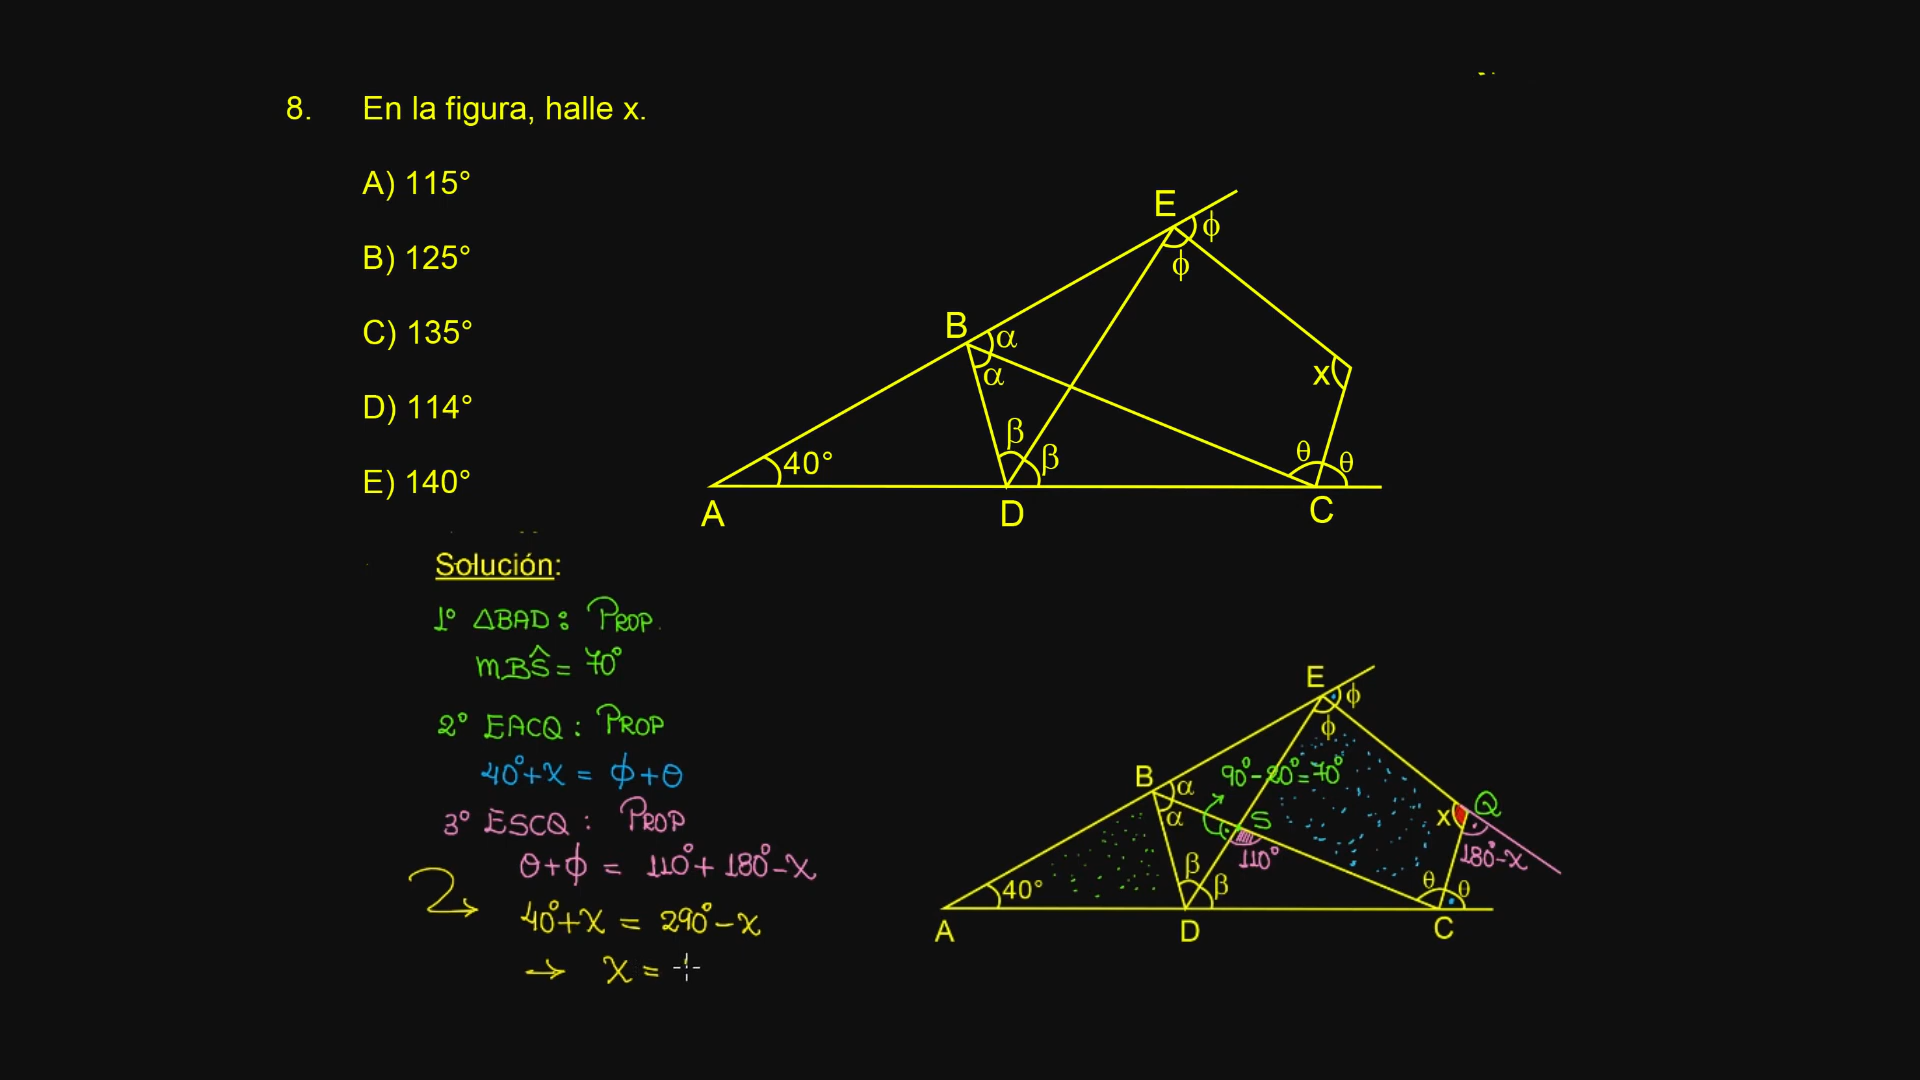 8. En la figura, halle x.
A) 115°
B) 125°
C) 135°
D) 114°
E) 140°
E
ϕ
ϕ
B
α
α
x
β
β
θ
θ
40°
A
D
C
Solución:
1° △BAD: PROP.
mBŜ = 70°
2° EACQ: PROP
40°+x = ϕ+θ
3° ESCQ: PROP
θ+ϕ = 110°+180°-x
40°+x = 290°-x
→ x =
E
ϕ
ϕ
90°-20°=70°
B
α
α
S
Q
x
110°
180°-x
β
β
θ
θ
40°
A
D
C